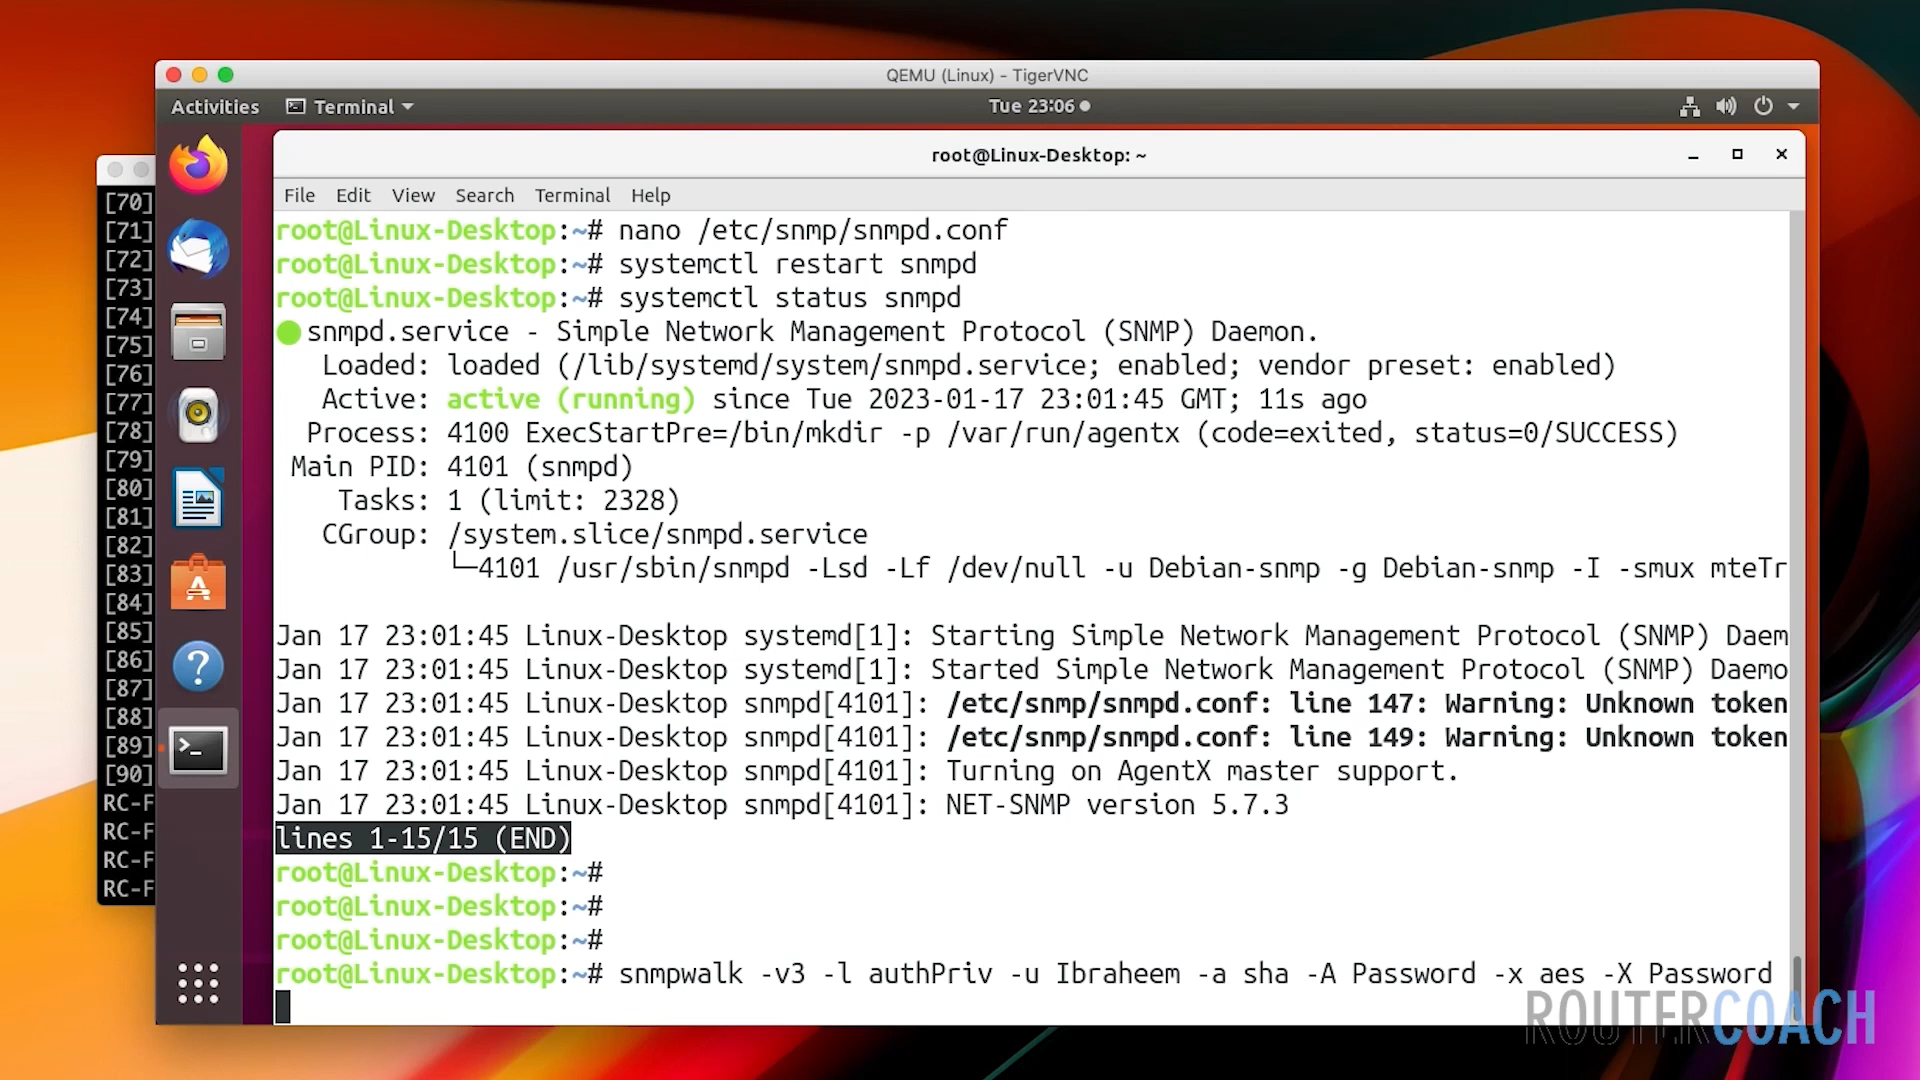 QEMU (Linux) - TigerVNC
Activities Terminal Tue 23:06
root@Linux-Desktop: ~
File Edit View Search Terminal Help
[70]
[71]
[72]
[73]
[74]
[75]
[76]
[77]
[78]
[79]
[80]
[81]
[82]
[83]
[84]
[85]
[86]
[87]
[88]
[89]
[90]
RC-F
RC-F
RC-F
RC-F
root@Linux-Desktop:~# nano /etc/snmp/snmpd.conf
root@Linux-Desktop:~# systemctl restart snmpd
root@Linux-Desktop:~# systemctl status snmpd
● snmpd.service - Simple Network Management Protocol (SNMP) Daemon.
Loaded: loaded (/lib/systemd/system/snmpd.service; enabled; vendor preset: enabled)
Active: active (running) since Tue 2023-01-17 23:01:45 GMT; 11s ago
Process: 4100 ExecStartPre=/bin/mkdir -p /var/run/agentx (code=exited, status=0/SUCCESS)
Main PID: 4101 (snmpd)
Tasks: 1 (limit: 2328)
CGroup: /system.slice/snmpd.service
└─4101 /usr/sbin/snmpd -Lsd -Lf /dev/null -u Debian-snmp -g Debian-snmp -I -smux mteTr
Jan 17 23:01:45 Linux-Desktop systemd[1]: Starting Simple Network Management Protocol (SNMP) Daem
Jan 17 23:01:45 Linux-Desktop systemd[1]: Started Simple Network Management Protocol (SNMP) Daemo
Jan 17 23:01:45 Linux-Desktop snmpd[4101]: /etc/snmp/snmpd.conf: line 147: Warning: Unknown token
Jan 17 23:01:45 Linux-Desktop snmpd[4101]: /etc/snmp/snmpd.conf: line 149: Warning: Unknown token
Jan 17 23:01:45 Linux-Desktop snmpd[4101]: Turning on AgentX master support.
Jan 17 23:01:45 Linux-Desktop snmpd[4101]: NET-SNMP version 5.7.3
lines 1-15/15 (END)
root@Linux-Desktop:~#
root@Linux-Desktop:~#
root@Linux-Desktop:~#
root@Linux-Desktop:~# snmpwalk -v3 -l authPriv -u Ibraheem -a sha -A Password -x aes -X Password
ROUTERCOACH